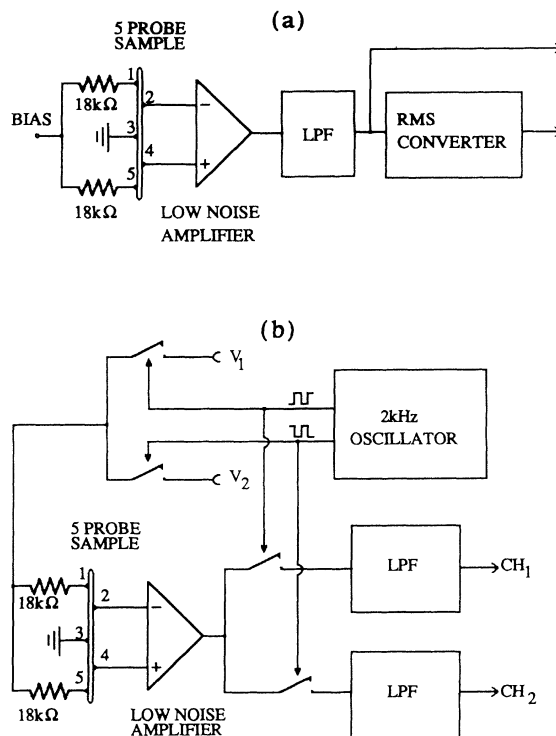 (a)
5 PROBE
SAMPLE
1
18kΩ
2
BIAS
3
4
5
18kΩ
−
+
LOW NOISE
AMPLIFIER
LPF
RMS
CONVERTER
(b)
V1
V2
2kHz
OSCILLATOR
5 PROBE
SAMPLE
1
18kΩ
2
3
4
5
18kΩ
−
+
LOW NOISE
AMPLIFIER
LPF
CH1
LPF
CH2